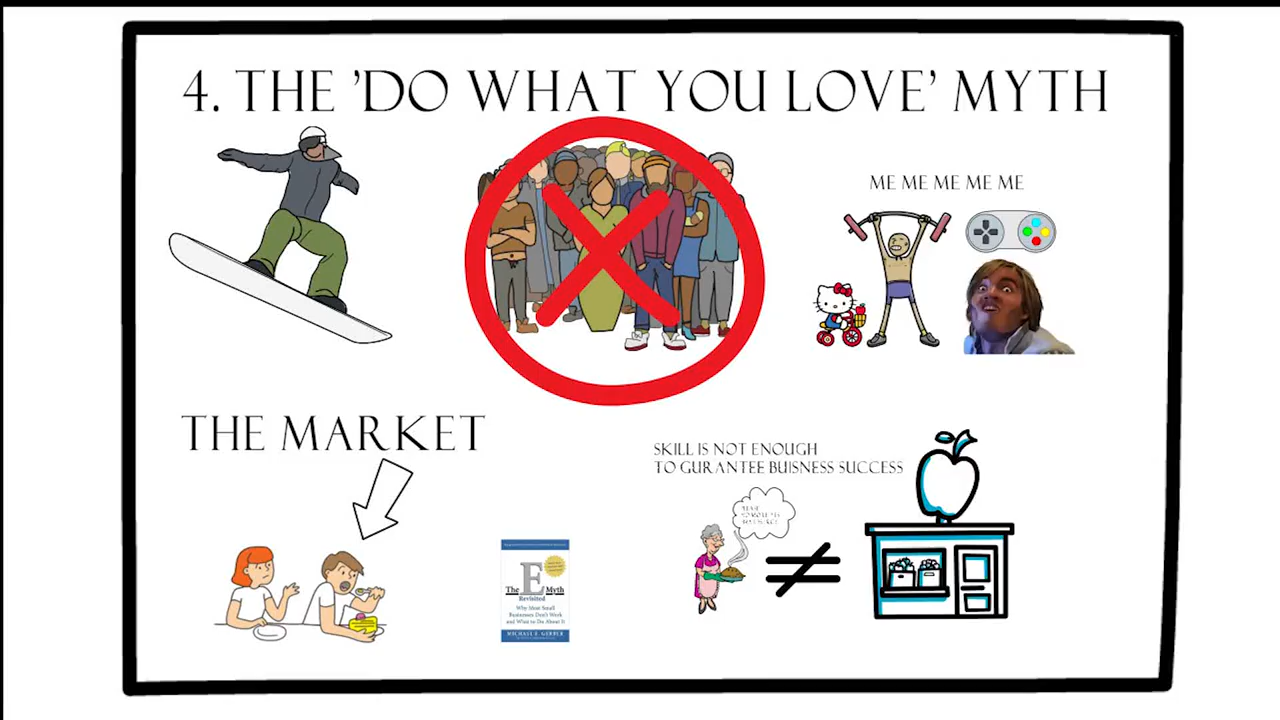 4. THE 'DO WHAT YOU LOVE' MYTH
ME ME ME ME ME
THE MARKET
SKILL IS NOT ENOUGH
TO GURANTEE BUISNESS SUCCESS
The E Myth
Revisited
Why Most Small
Businesses Don't Work
and What to Do About It
MICHAEL E. GERBER